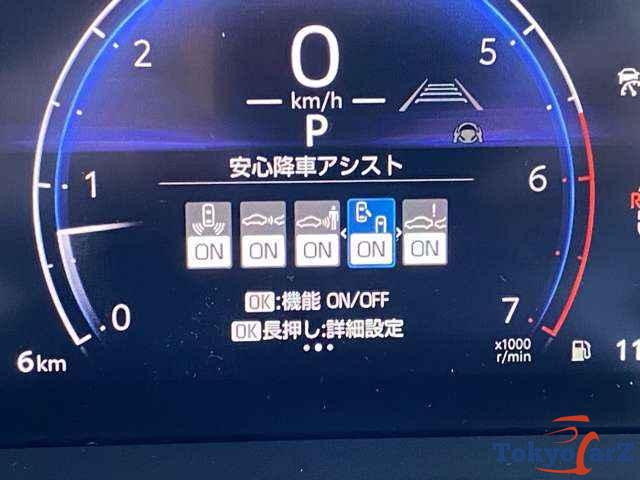 2
0
5
km/h
P
安心降車アシスト
1
6
ON ON ON ON ON
OK:機能 ON/OFF
OK長押し:詳細設定
0
7
6km
x1000
r/min
11
TokyoCarZ